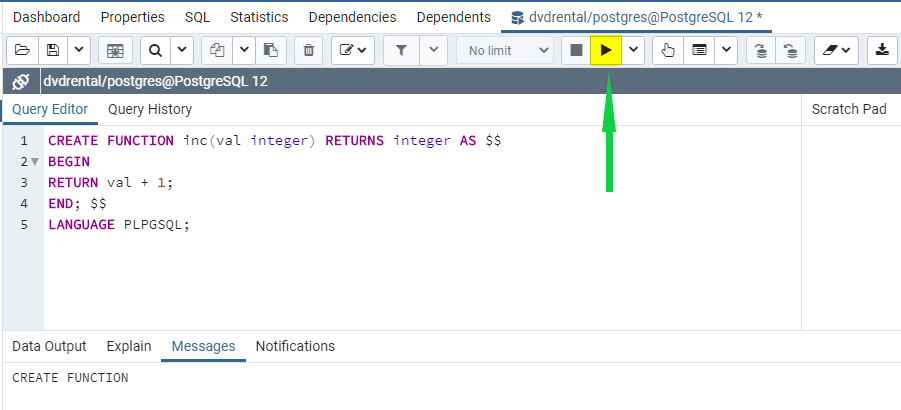 Dashboard Properties SQL Statistics Dependencies Dependents dvdrental/postgres@PostgreSQL 12 *
No limit
dvdrental/postgres@PostgreSQL 12
Query Editor Query History Scratch Pad
1 CREATE FUNCTION inc(val integer) RETURNS integer AS $$
2 BEGIN
3 RETURN val + 1;
4 END; $$
5 LANGUAGE PLPGSQL;
Data Output Explain Messages Notifications
CREATE FUNCTION